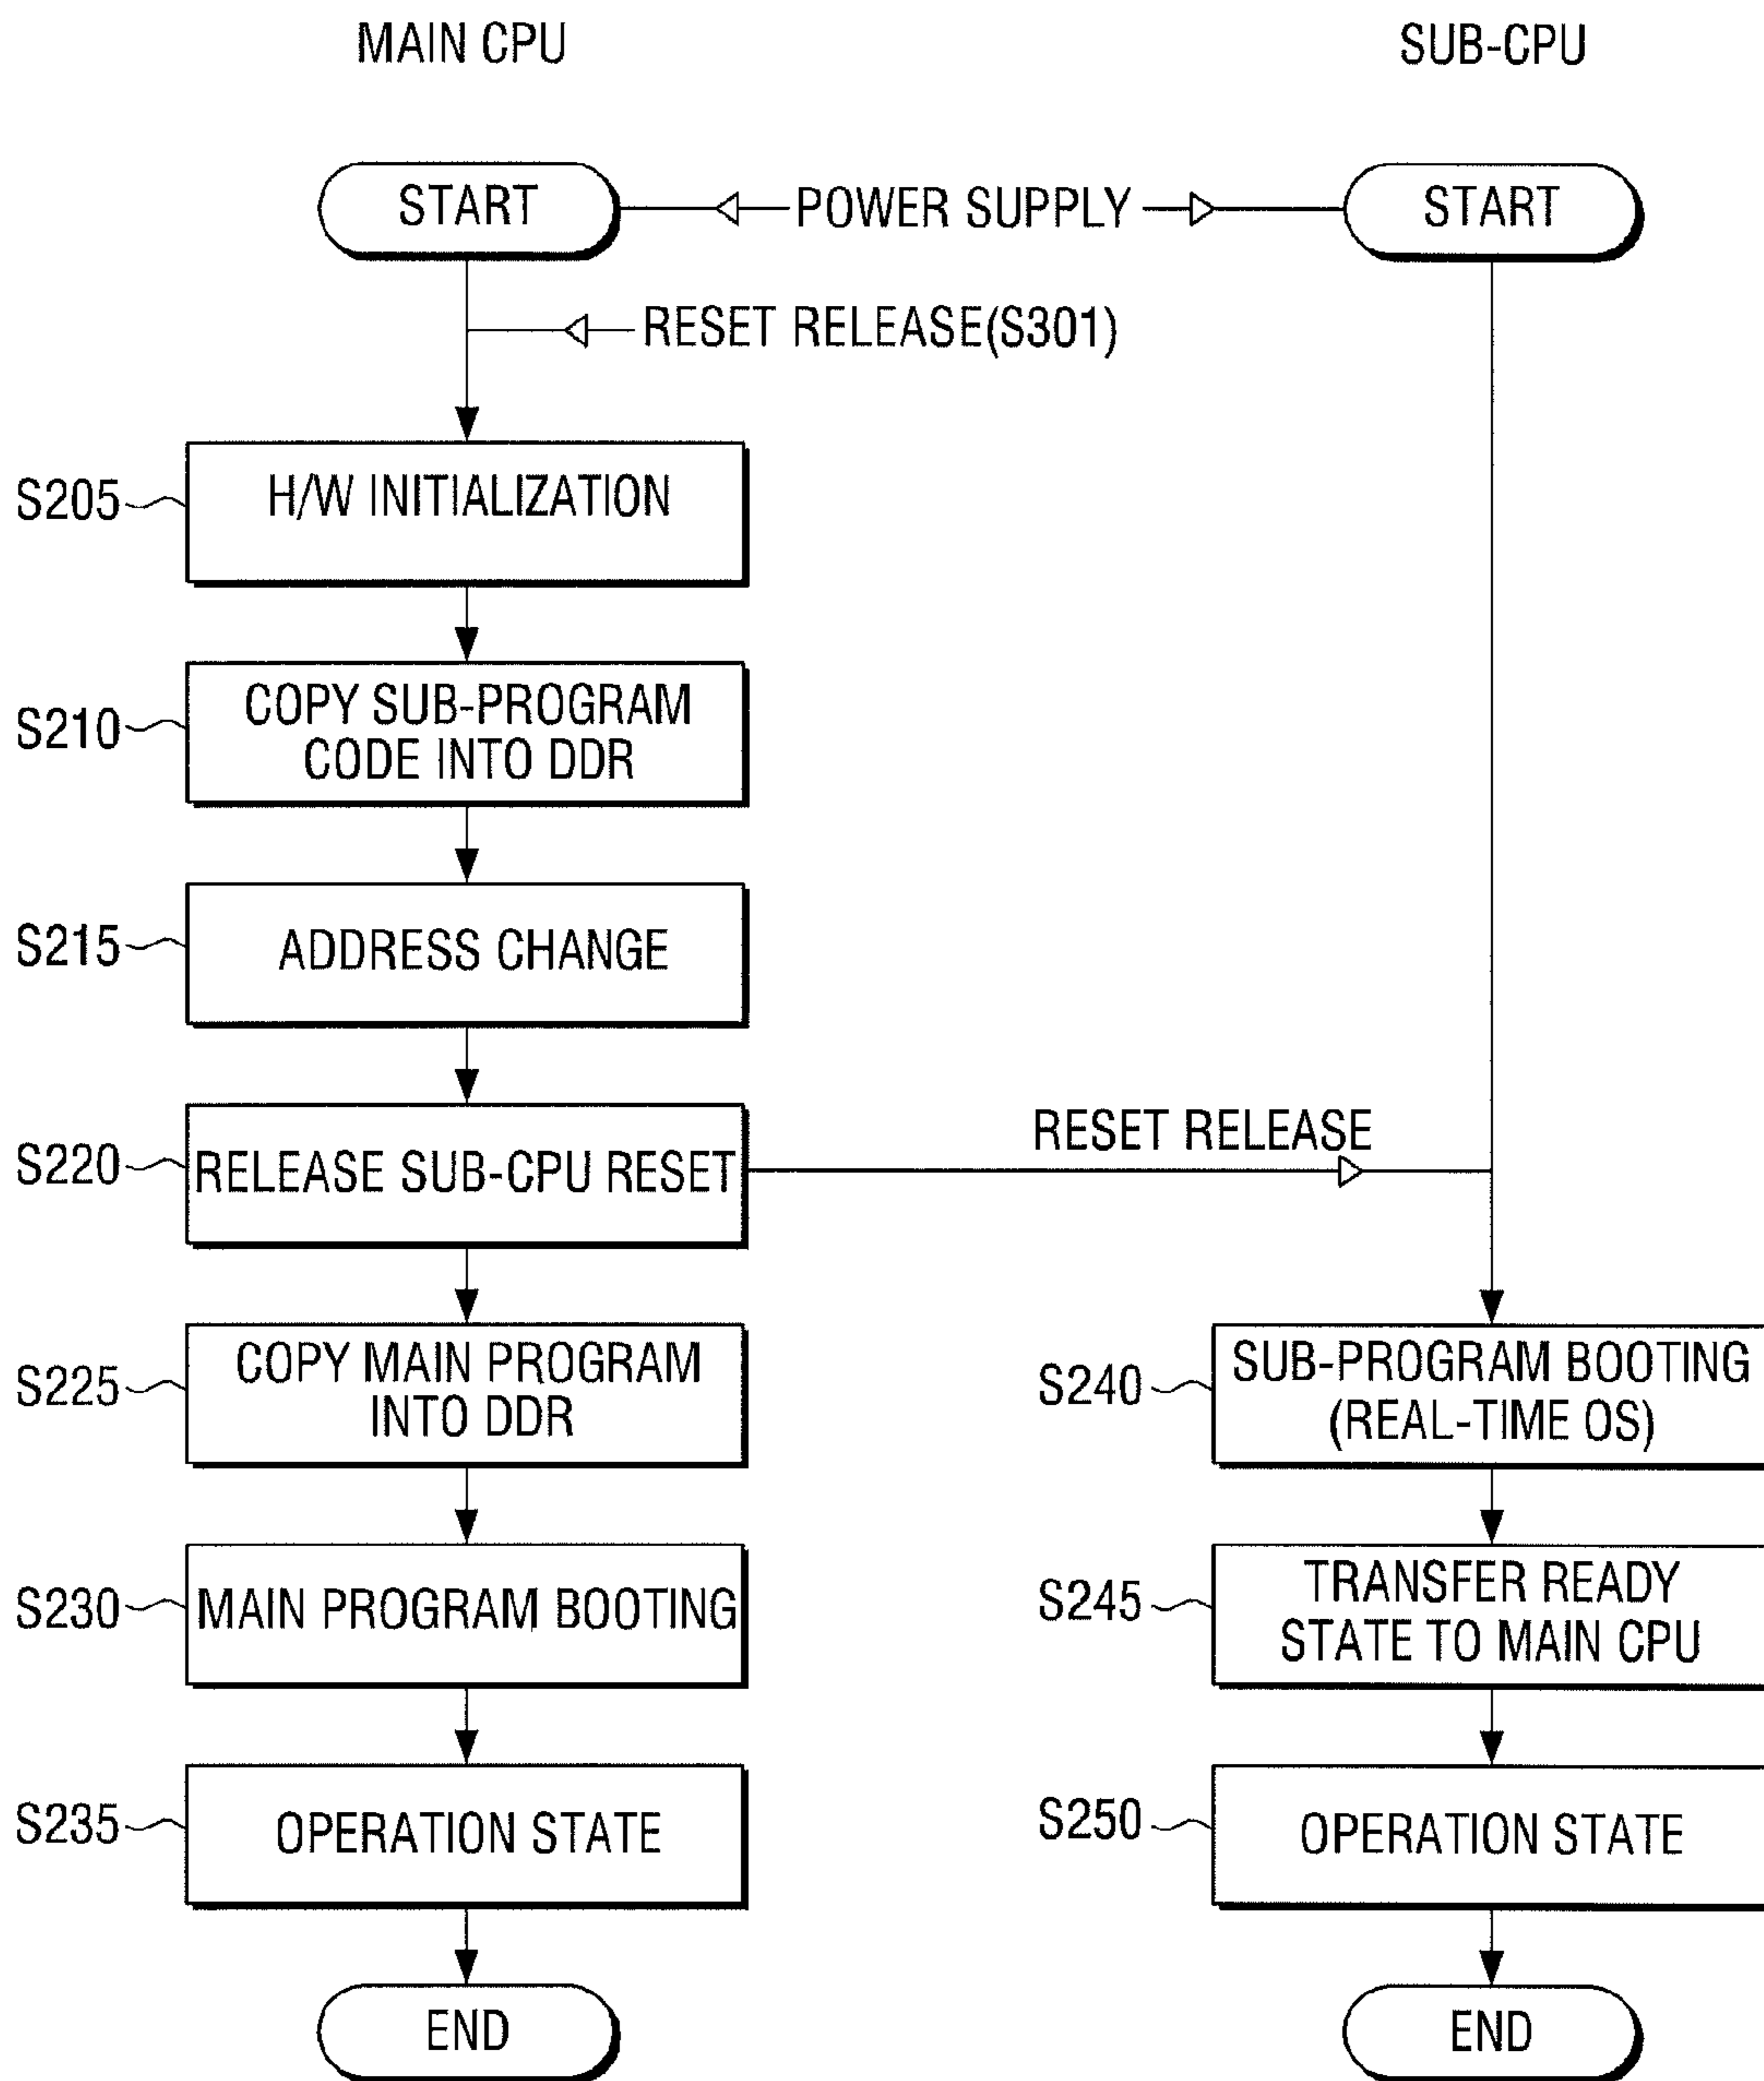 MAIN CPU
SUB-CPU
START
POWER SUPPLY
START
RESET RELEASE(S301)
S205
H/W INITIALIZATION
S210
COPY SUB-PROGRAM
CODE INTO DDR
S215
ADDRESS CHANGE
S220
RELEASE SUB-CPU RESET
RESET RELEASE
S225
COPY MAIN PROGRAM
INTO DDR
S240
SUB-PROGRAM BOOTING
(REAL-TIME OS)
S230
MAIN PROGRAM BOOTING
S245
TRANSFER READY
STATE TO MAIN CPU
S235
OPERATION STATE
S250
OPERATION STATE
END
END